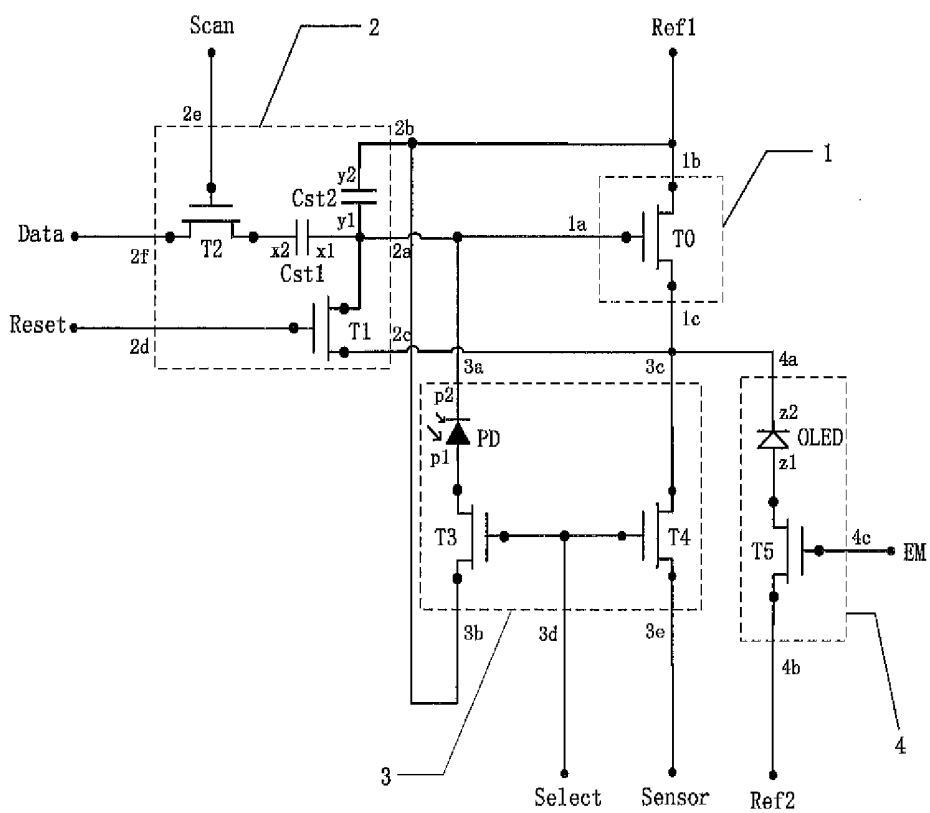 Scan
2
Ref1
2e
2b
1b
1
y2
Cst2
y1
1a
T0
Data
2f
T2
x2
x1
Cst1
2a
Reset
2d
T1
2c
1c
3a
3c
4a
p2
PD
p1
z2
OLED
z1
T3
T4
T5
4c
EM
3b
3d
3e
4b
3
4
Select
Sensor
Ref2